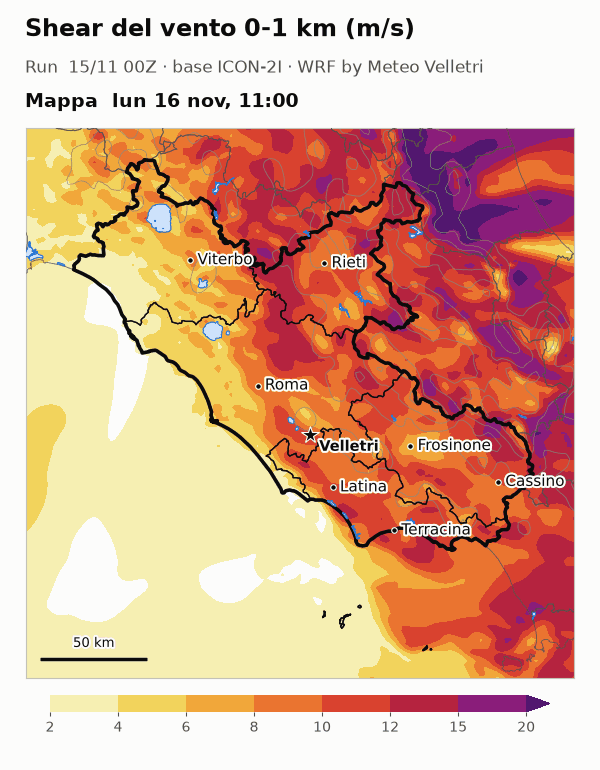 Shear del vento 0-1 km (m/s)
Run  15/11 00Z · base ICON-2I · WRF by Meteo Velletri
Mappa  lun 16 nov, 11:00
Viterbo
Rieti
Roma
Velletri
Frosinone
Latina
Cassino
Terracina
50 km
2 4 6 8 10 12 15 20